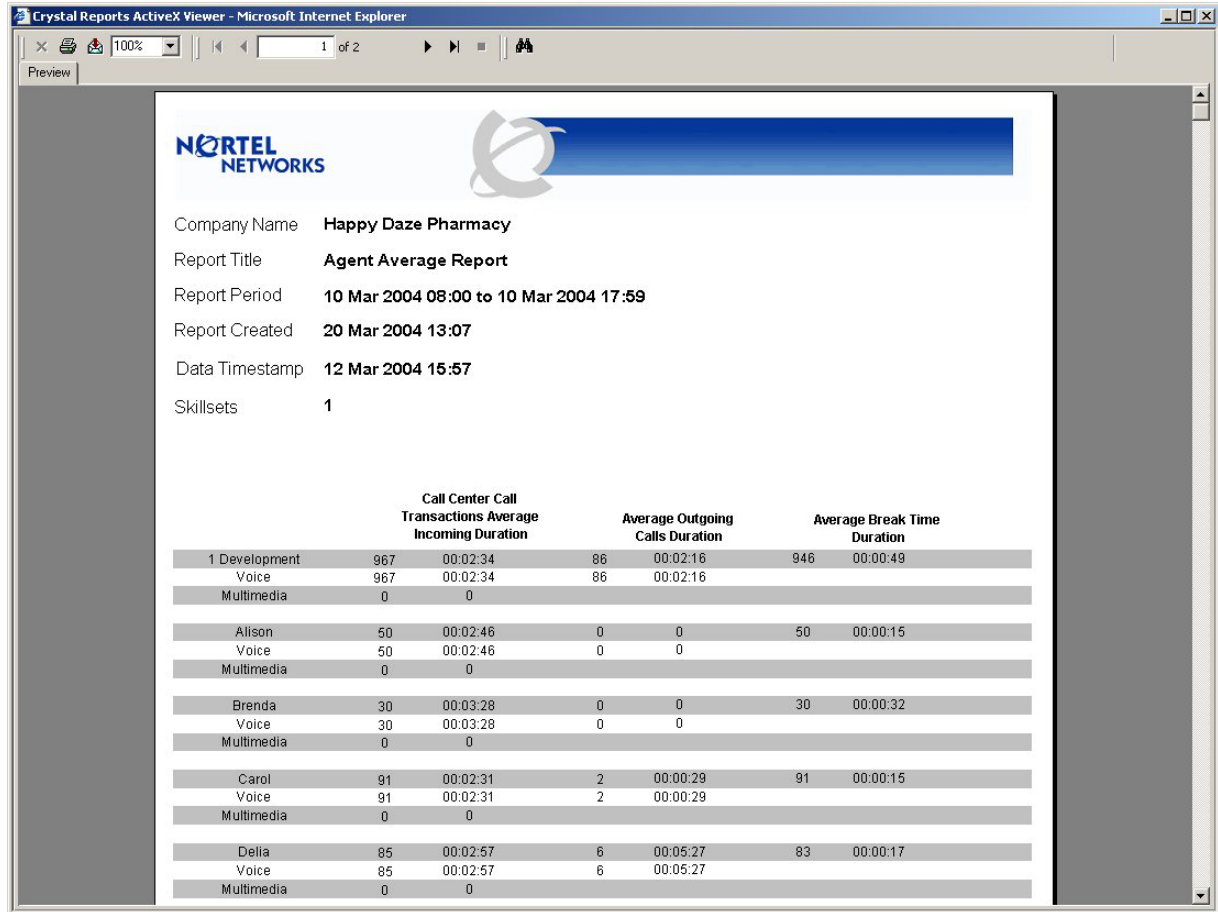 Crystal Reports ActiveX Viewer - Microsoft Internet Explorer
100% 1 of 2
Preview
NORTEL
NETWORKS
Company Name Happy Daze Pharmacy
Report Title Agent Average Report
Report Period 10 Mar 2004 08:00 to 10 Mar 2004 17:59
Report Created 20 Mar 2004 13:07
Data Timestamp 12 Mar 2004 15:57
Skillsets 1
Call Center Call
Transactions Average Average Outgoing Average Break Time
Incoming Duration Calls Duration Duration
1 Development 967 00:02:34 86 00:02:16 946 00:00:49
Voice 967 00:02:34 86 00:02:16
Multimedia 0 0
Alison 50 00:02:46 0 0 50 00:00:15
Voice 50 00:02:46 0 0
Multimedia 0 0
Brenda 30 00:03:28 0 0 30 00:00:32
Voice 30 00:03:28 0 0
Multimedia 0 0
Carol 91 00:02:31 2 00:00:29 91 00:00:15
Voice 91 00:02:31 2 00:00:29
Multimedia 0 0
Delia 85 00:02:57 6 00:05:27 83 00:00:17
Voice 85 00:02:57 6 00:05:27
Multimedia 0 0